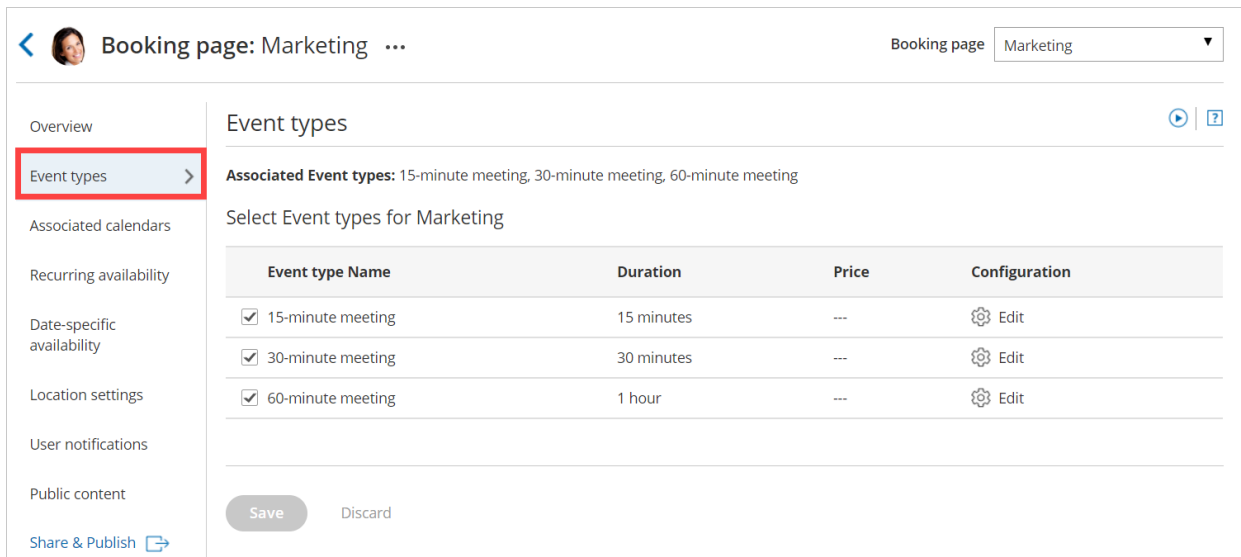 Booking page: Marketing ...
Booking page Marketing
Overview
Event types
Associated calendars
Recurring availability
Date-specific
availability
Location settings
User notifications
Public content
Share & Publish
Event types
?
Associated Event types: 15-minute meeting, 30-minute meeting, 60-minute meeting
Select Event types for Marketing
Event type Name Duration Price Configuration
15-minute meeting 15 minutes --- Edit
30-minute meeting 30 minutes --- Edit
60-minute meeting 1 hour --- Edit
Save Discard